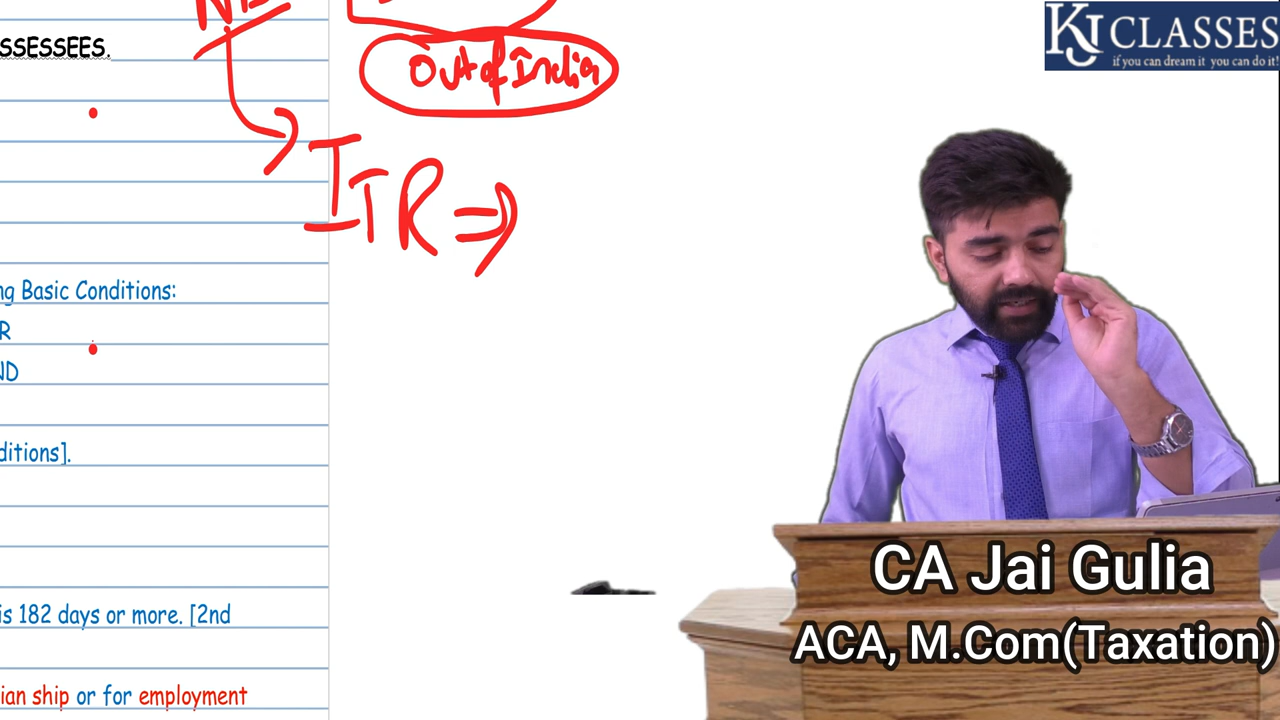 SSESSEES.
Out of India
ITR ⇒
KJ CLASSES
if you can dream it you can do it!
ng Basic Conditions:
R
ND
ditions].
is 182 days or more. [2nd
ian ship or for employment
CA Jai Gulia
ACA, M.Com(Taxation)